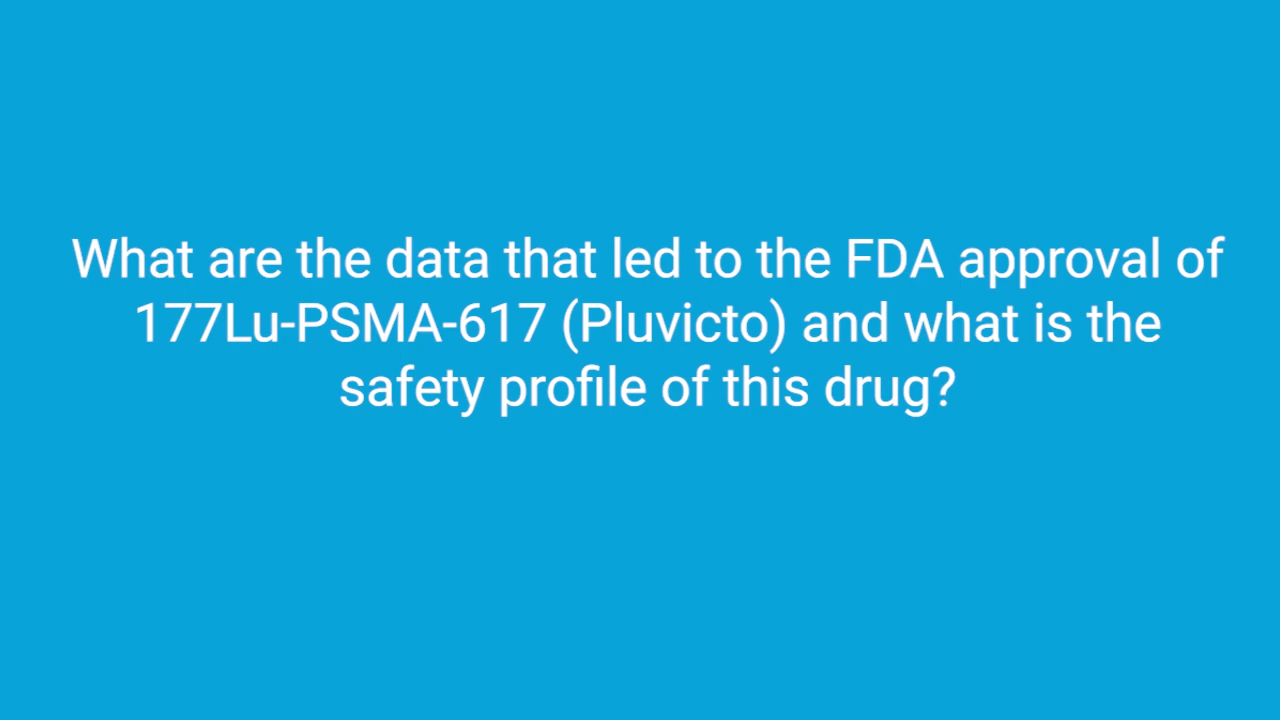 What are the data that led to the FDA approval of
177Lu-PSMA-617 (Pluvicto) and what is the
safety profile of this drug?